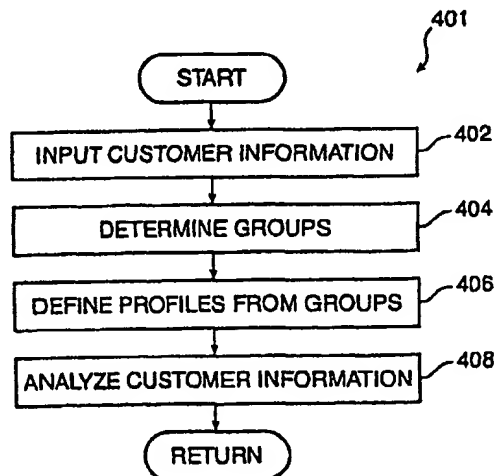 401
START
INPUT CUSTOMER INFORMATION
402
DETERMINE GROUPS
404
DEFINE PROFILES FROM GROUPS
406
ANALYZE CUSTOMER INFORMATION
408
RETURN